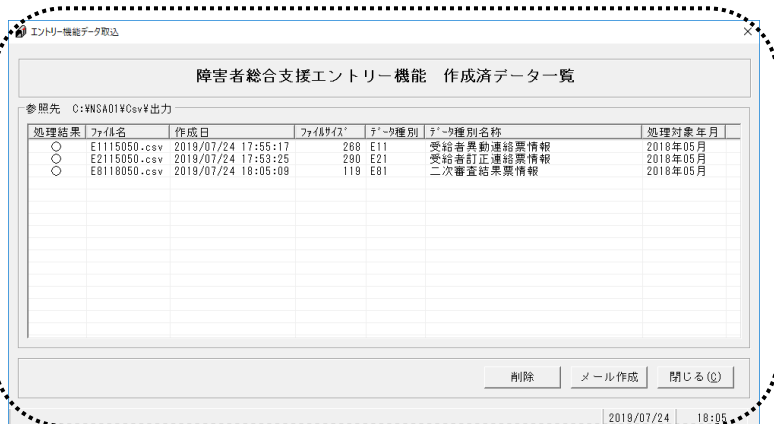 エントリー機能データ取込
障害者総合支援エントリー機能 作成済データ一覧
参照先 C:¥NSA01¥Csv¥出力
処理結果 ﾌｧｲﾙ名 作成日 ﾌｧｲﾙｻｲｽﾞ ﾃﾞｰﾀ種別 ﾃﾞｰﾀ種別名称 処理対象年月
○ E1115050.csv 2019/07/24 17:55:17 268 E11 受給者異動連絡票情報 2018年05月
○ E2115050.csv 2019/07/24 17:53:25 290 E21 受給者訂正連絡票情報 2018年05月
○ E8118050.csv 2019/07/24 18:05:09 119 E81 二次審査結果票情報 2018年05月
削除 メール作成 閉じる(C)
2019/07/24 18:05